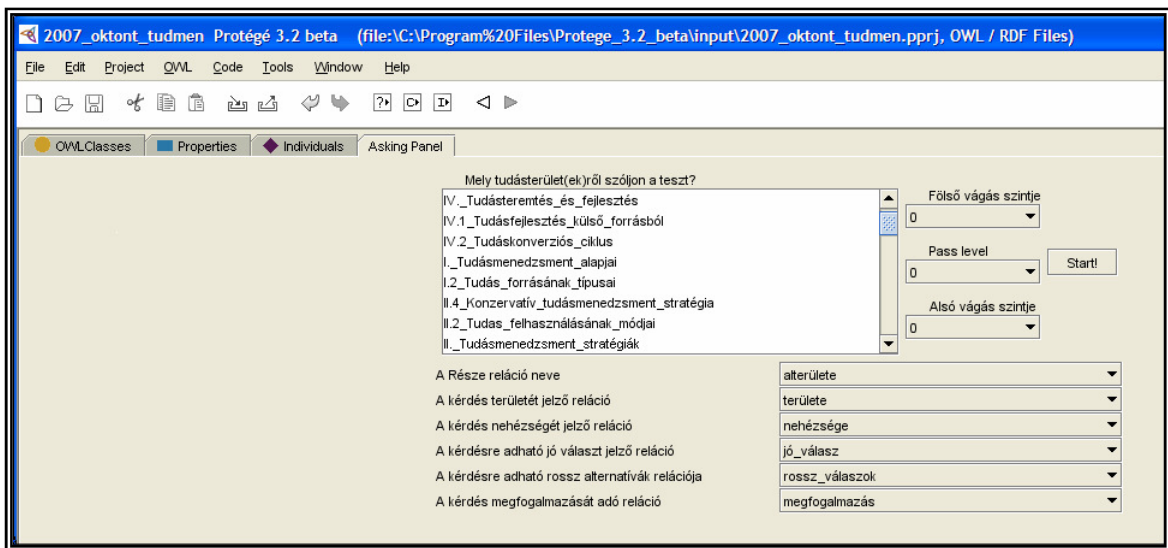 2007_oktont_tudmen Protégé 3.2 beta (file:\C:\Program%20Files\Protege_3.2_beta\input\2007_oktont_tudmen.pprj, OWL / RDF Files)
File Edit Project OWL Code Tools Window Help
OWLClasses Properties Individuals Asking Panel
Mely tudásterület(ek)ről szóljon a teszt?
IV._Tudásteremtés_és_fejlesztés
IV.1_Tudásfejlesztés_külső_forrásból
IV.2_Tudáskonverziós_ciklus
I._Tudásmenedzsment_alapjai
I.2_Tudás_forrásának_típusai
II.4_Konzervatív_tudásmenedzsment_stratégia
II.2_Tudas_felhasználásának_módjai
II._Tudásmenedzsment_stratégiák
Fölső vágás szintje
0
Pass level
0
Start!
Alsó vágás szintje
0
A Része reláció neve alterülete
A kérdés területét jelző reláció területe
A kérdés nehézségét jelző reláció nehézsége
A kérdésre adható jó választ jelző reláció jó_válasz
A kérdésre adható rossz alternatívák relációja rossz_válaszok
A kérdés megfogalmazását adó reláció megfogalmazás